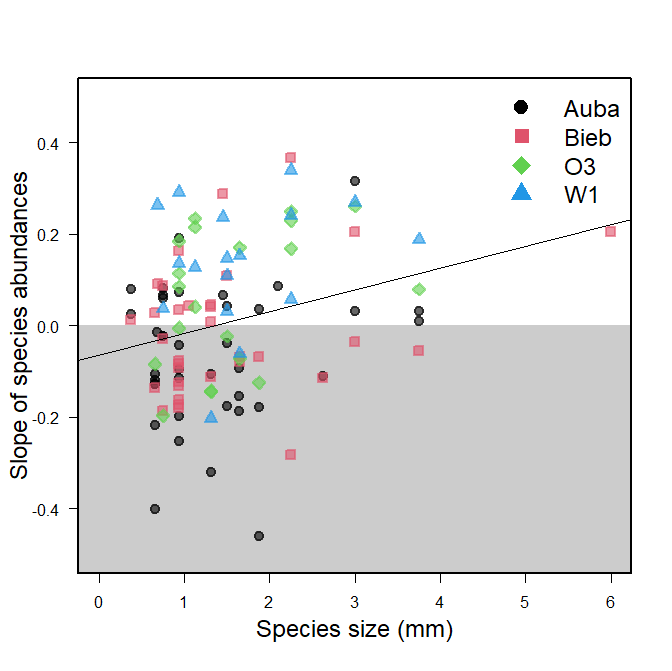 Auba
Bieb
O3
W1
0.4
0.2
0.0
-0.2
-0.4
Slope of species abundances
0 1 2 3 4 5 6
Species size (mm)